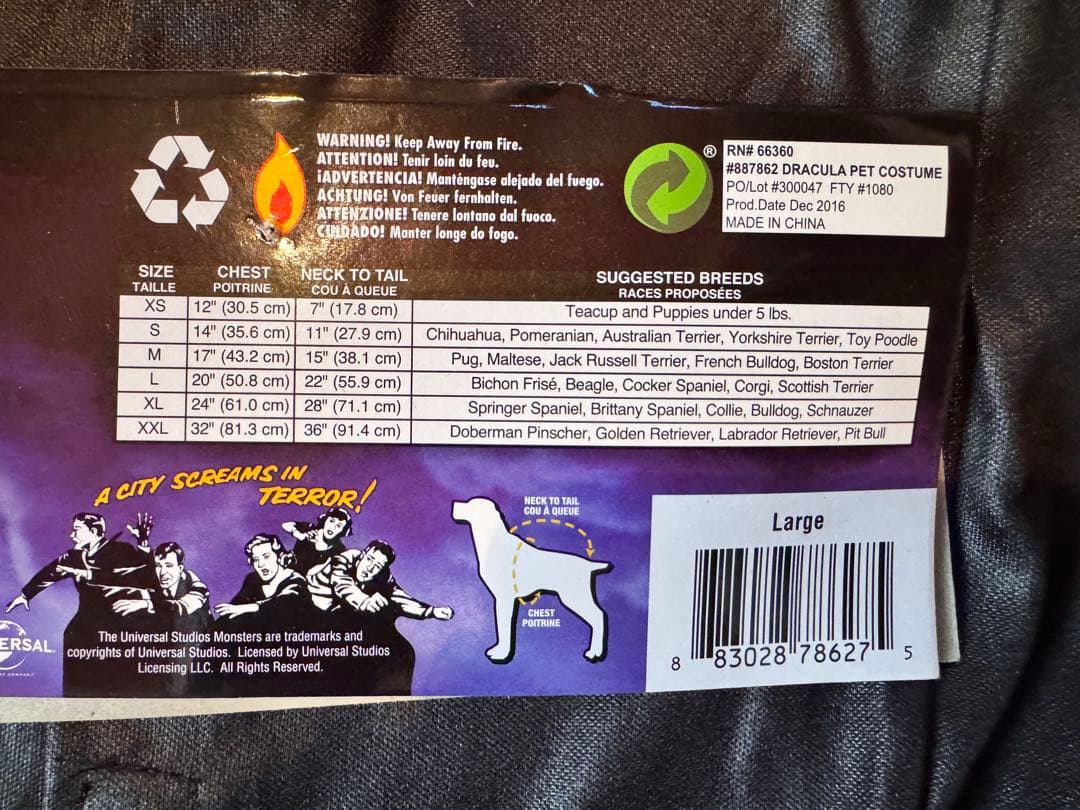 WARNING! Keep Away From Fire.
ATTENTION! Tenir loin du feu.
¡ADVERTENCIA! Manténgase alejado del fuego.
ACHTUNG! Von Feuer fernhalten.
ATTENZIONE! Tenere lontano dal fuoco.
CUIDADO! Manter longe do fogo.
®
RN# 66360
#887862 DRACULA PET COSTUME
PO/Lot #300047 FTY #1080
Prod.Date Dec 2016
MADE IN CHINA
SIZE CHEST NECK TO TAIL SUGGESTED BREEDS
TAILLE POITRINE COU À QUEUE RACES PROPOSÉES
XS 12" (30.5 cm) 7" (17.8 cm) Teacup and Puppies under 5 lbs.
S 14" (35.6 cm) 11" (27.9 cm) Chihuahua, Pomeranian, Australian Terrier, Yorkshire Terrier, Toy Poodle
M 17" (43.2 cm) 15" (38.1 cm) Pug, Maltese, Jack Russell Terrier, French Bulldog, Boston Terrier
L 20" (50.8 cm) 22" (55.9 cm) Bichon Frisé, Beagle, Cocker Spaniel, Corgi, Scottish Terrier
XL 24" (61.0 cm) 28" (71.1 cm) Springer Spaniel, Brittany Spaniel, Collie, Bulldog, Schnauzer
XXL 32" (81.3 cm) 36" (91.4 cm) Doberman Pinscher, Golden Retriever, Labrador Retriever, Pit Bull
A CITY SCREAMS IN
TERROR!
ERSAL
The Universal Studios Monsters are trademarks and
copyrights of Universal Studios. Licensed by Universal Studios
Licensing LLC. All Rights Reserved.
NECK TO TAIL
COU À QUEUE
CHEST
POITRINE
Large
8 83028 78627 5